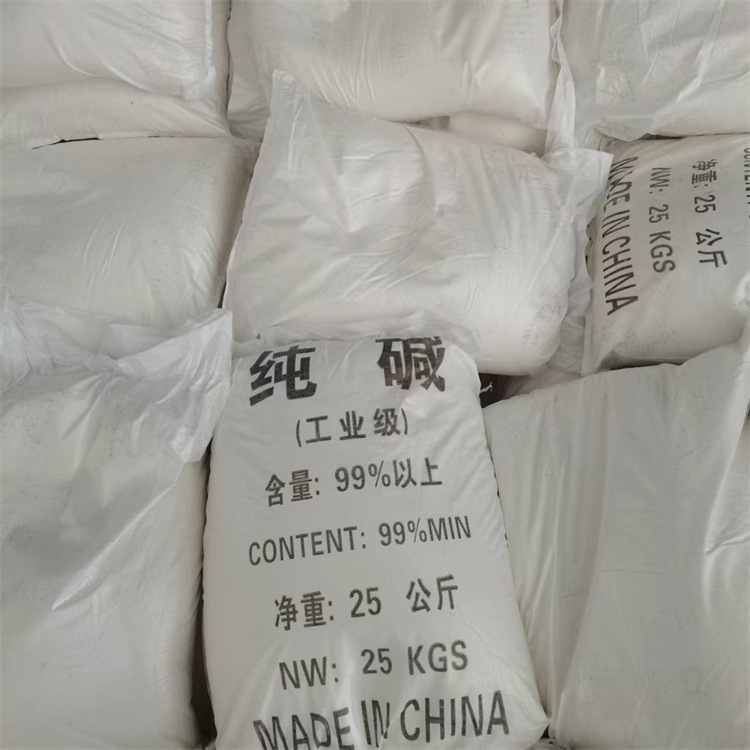 纯 碱
(工业级)
含量: 99%以上
CONTENT: 99%MIN
净重: 25 公斤
NW: 25 KGS
MADE IN CHINA
净重: 25 公斤
NW: 25 KGS
MADE IN CHINA